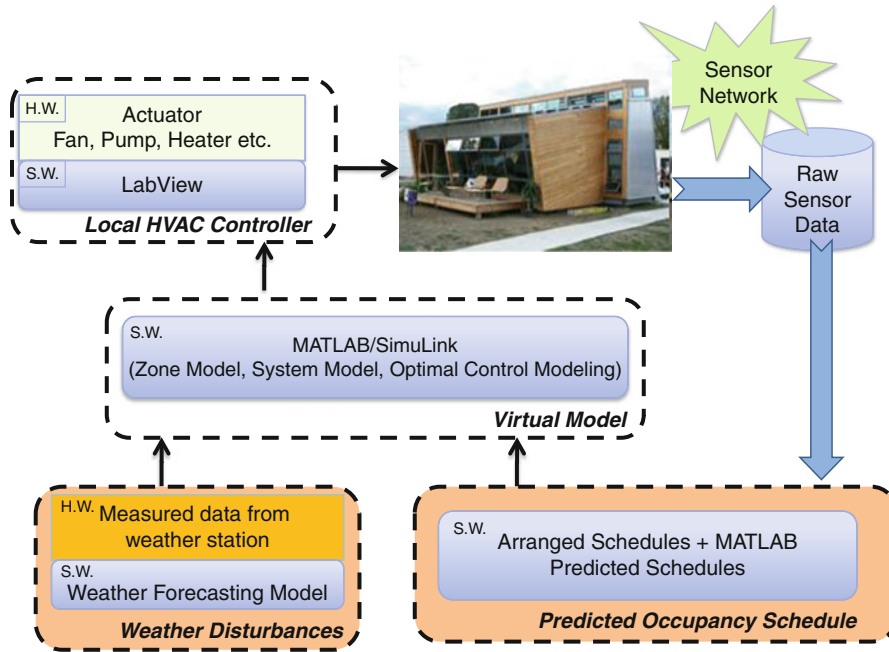 H.W.
Actuator
Fan, Pump, Heater etc.
S.W.
LabView
Local HVAC Controller
Sensor
Network
Raw
Sensor
Data
S.W.
MATLAB/SimuLink
(Zone Model, System Model, Optimal Control Modeling)
Virtual Model
H.W. Measured data from
weather station
S.W.
Weather Forecasting Model
Weather Disturbances
S.W.
Arranged Schedules + MATLAB
Predicted Schedules
Predicted Occupancy Schedule